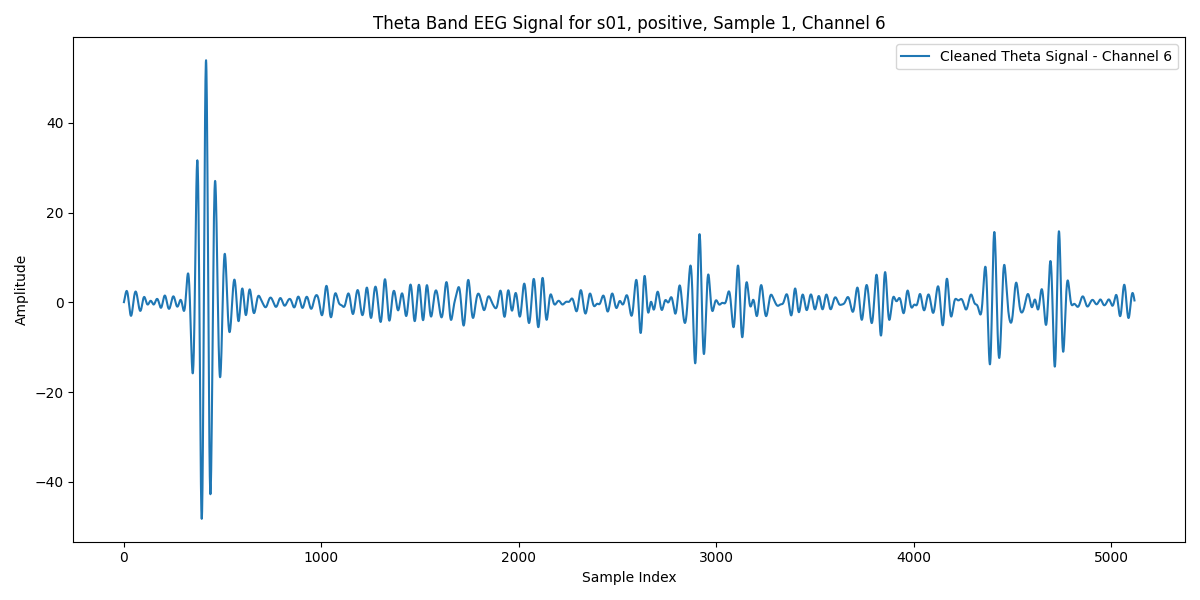 Theta Band EEG Signal for s01, positive, Sample 1, Channel 6
Cleaned Theta Signal - Channel 6
Amplitude
40
20
0
−20
−40
0 1000 2000 3000 4000 5000
Sample Index